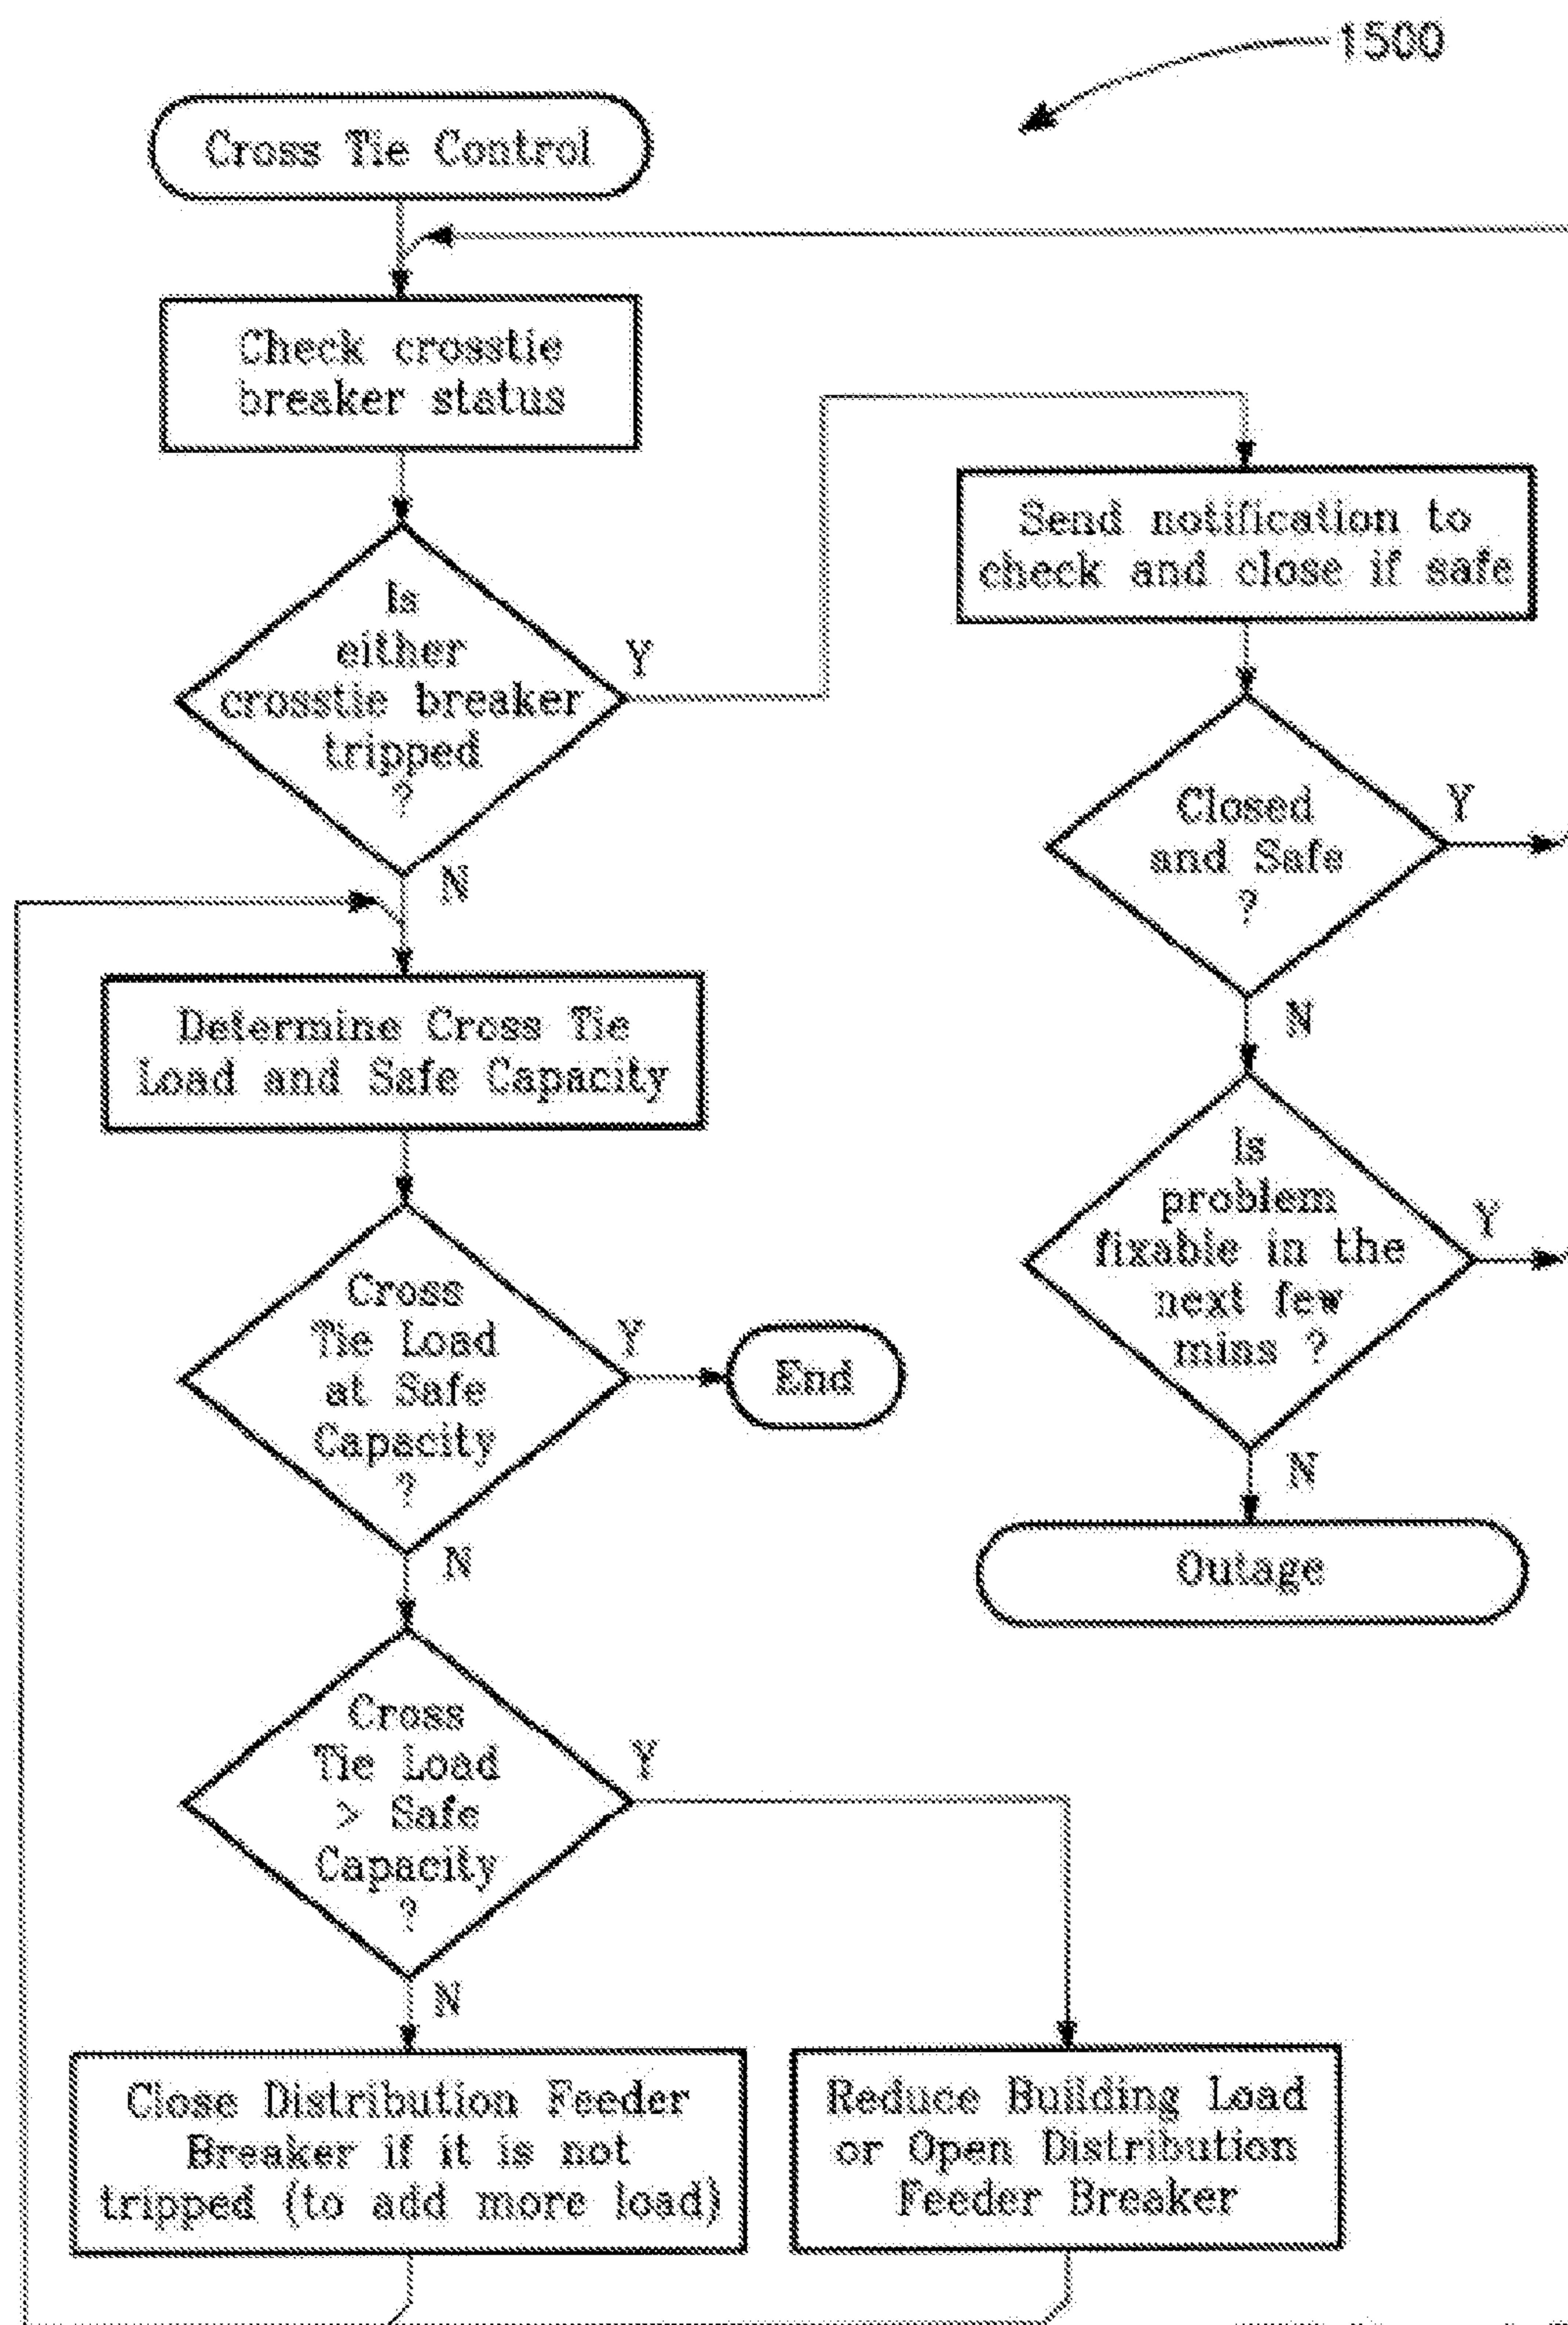 1500
Cross Tie Control
Check crosstie
breaker status
Is
either
crosstie breaker
tripped
?
Y
N
Send notification to
check and close if safe
Closed
and Safe
?
Y
N
Is
problem
fixable in the
next few
mins ?
Y
N
Outage
Determine Cross Tie
Load and Safe Capacity
Cross
Tie Load
at Safe
Capacity
?
Y
End
N
Cross
Tie Load
> Safe
Capacity
?
Y
N
Close Distribution Feeder
Breaker if it is not
tripped (to add more load)
Reduce Building Load
or Open Distribution
Feeder Breaker